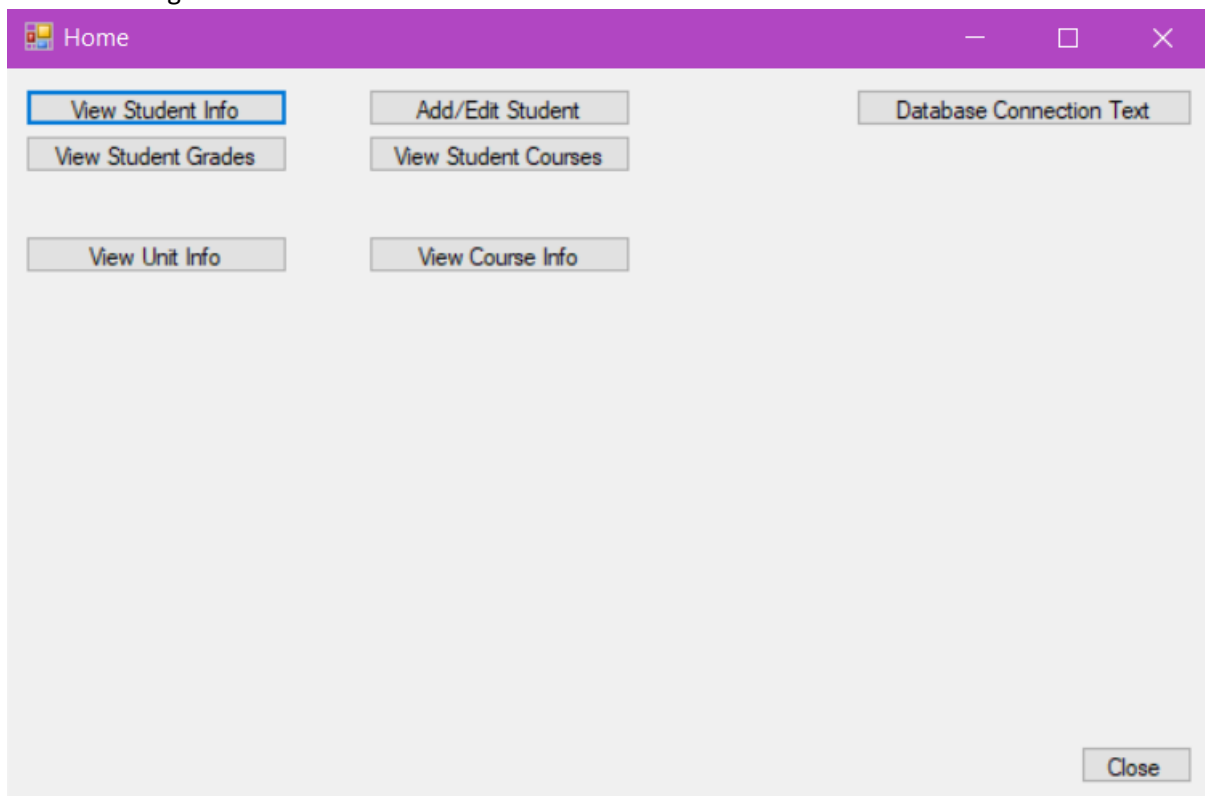 Home
View Student Info Add/Edit Student Database Connection Text
View Student Grades View Student Courses
View Unit Info View Course Info
Close